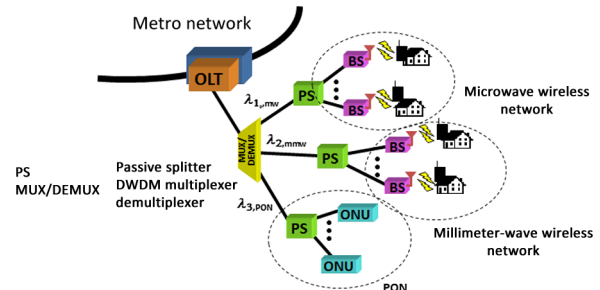 Metro network
OLT
λ1,,mw
PS
BS
BS
Microwave wireless
network
MUX/
DEMUX
λ2,mmw
PS
BS
BS
Millimeter-wave wireless
network
PS Passive splitter
MUX/DEMUX DWDM multiplexer
demultiplexer
λ3,PON
PS
ONU
ONU
PON